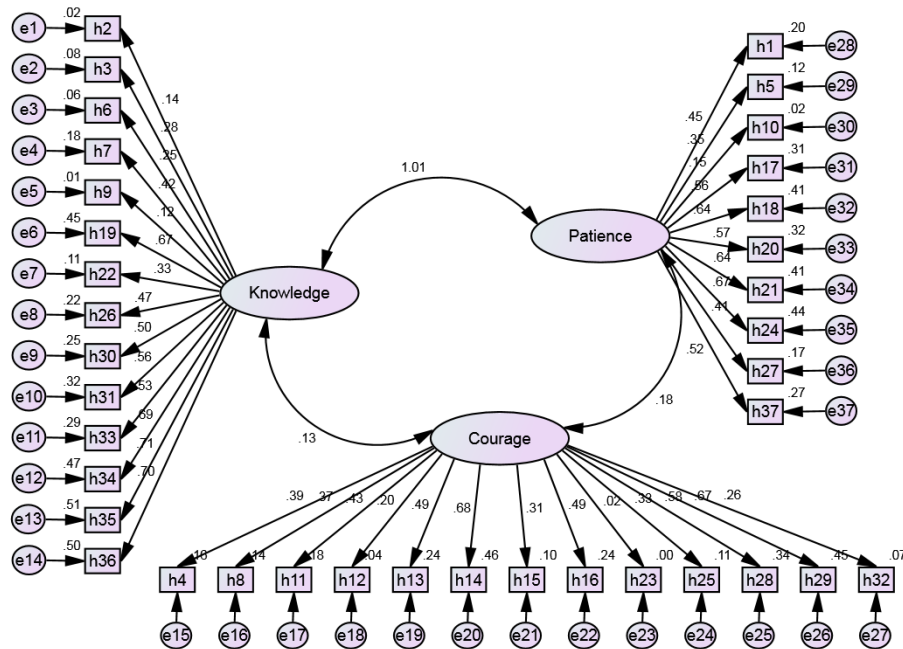 e1 .02 h2
e2 .08 h3
e3 .06 h6
e4 .18 h7
e5 .01 h9
e6 .45 h19
e7 .11 h22
e8 .22 h26
e9 .25 h30
e10 .32 h31
e11 .29 h33
e12 .47 h34
e13 .51 h35
e14 .50 h36
.14
.28
.25
.42
.12
.67
.33
.47
.50
.56
.53
.69
.71
.70
Knowledge
1.01
Patience
.45
.35
.15
.56
.64
.57
.64
.67
.41
.52
h1 .20 e28
h5 .12 e29
h10 .02 e30
h17 .31 e31
h18 .41 e32
h20 .32 e33
h21 .41 e34
h24 .44 e35
h27 .17 e36
h37 .27 e37
.13
.18
Courage
.39 .37 .43 .20 .49 .68 .31 .49 .02 .33 .58 .67 .26
.16 .14 .18 .04 .24 .46 .10 .24 .00 .11 .34 .45 .07
h4 h8 h11 h12 h13 h14 h15 h16 h23 h25 h28 h29 h32
e15 e16 e17 e18 e19 e20 e21 e22 e23 e24 e25 e26 e27